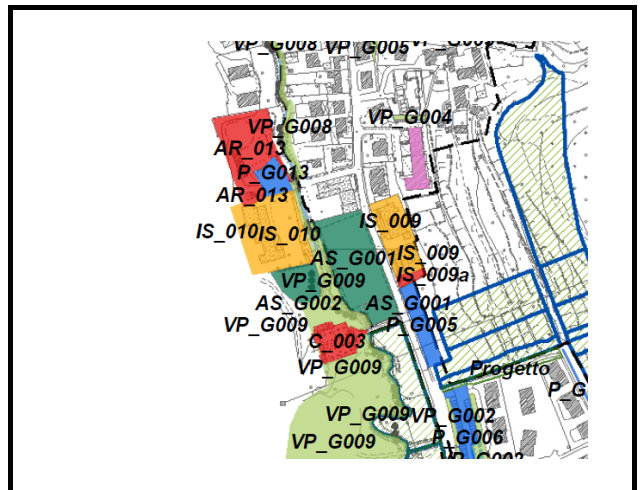 VP_G008
VP_G005
VP_G004
VP_G008
AR_013
P_G013
AR_013
IS_009
IS_010
IS_010
IS_009
AS_G001
IS_009a
VP_G009
AS_G002
AS_G001
VP_G009
P_G005
C_003
VP_G009
Progetto
P_G
VP_G009
VP_G002
P_G006
VP_G009